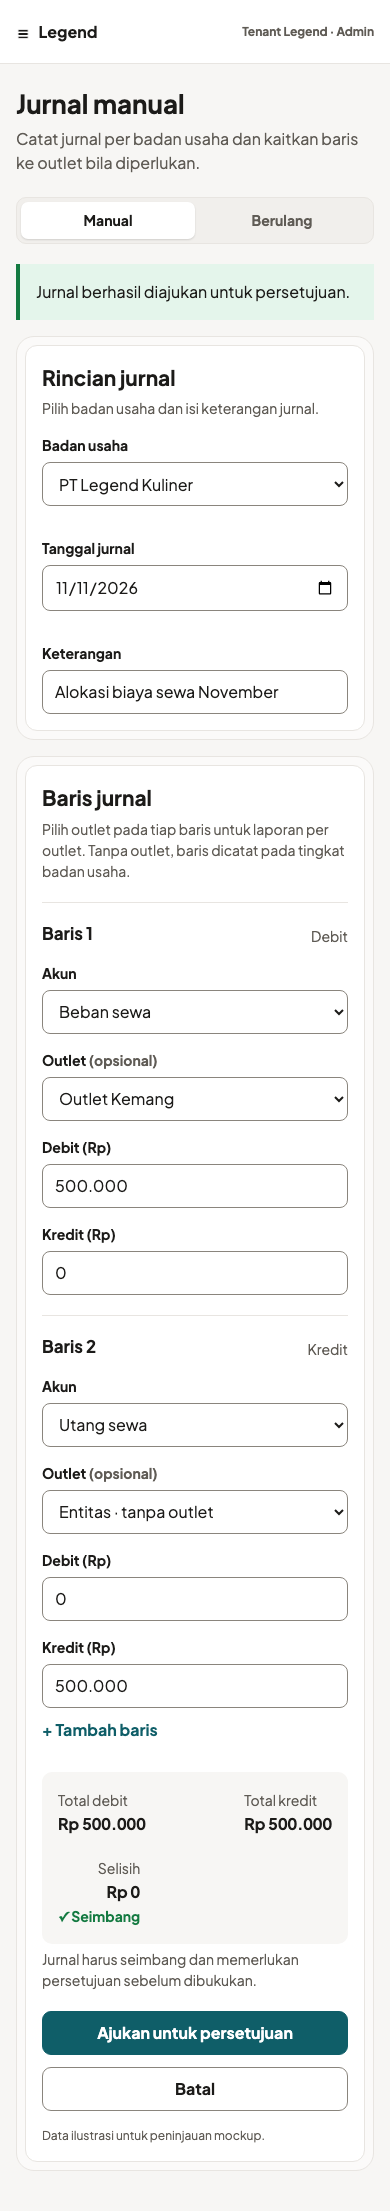 ≡ Legend
Tenant Legend · Admin
Jurnal manual
Catat jurnal per badan usaha dan kaitkan baris
ke outlet bila diperlukan.
Manual
Berulang
Jurnal berhasil diajukan untuk persetujuan.
Rincian jurnal
Pilih badan usaha dan isi keterangan jurnal.
Badan usaha
PT Legend Kuliner
Tanggal jurnal
11/11/2026
Keterangan
Alokasi biaya sewa November
Baris jurnal
Pilih outlet pada tiap baris untuk laporan per
outlet. Tanpa outlet, baris dicatat pada tingkat
badan usaha.
Baris 1
Debit
Akun
Beban sewa
Outlet (opsional)
Outlet Kemang
Debit (Rp)
500.000
Kredit (Rp)
0
Baris 2
Kredit
Akun
Utang sewa
Outlet (opsional)
Entitas · tanpa outlet
Debit (Rp)
0
Kredit (Rp)
500.000
+ Tambah baris
Total debit
Rp 500.000
Total kredit
Rp 500.000
Selisih
Rp 0
✓Seimbang
Jurnal harus seimbang dan memerlukan
persetujuan sebelum dibukukan.
Ajukan untuk persetujuan
Batal
Data ilustrasi untuk peninjauan mockup.